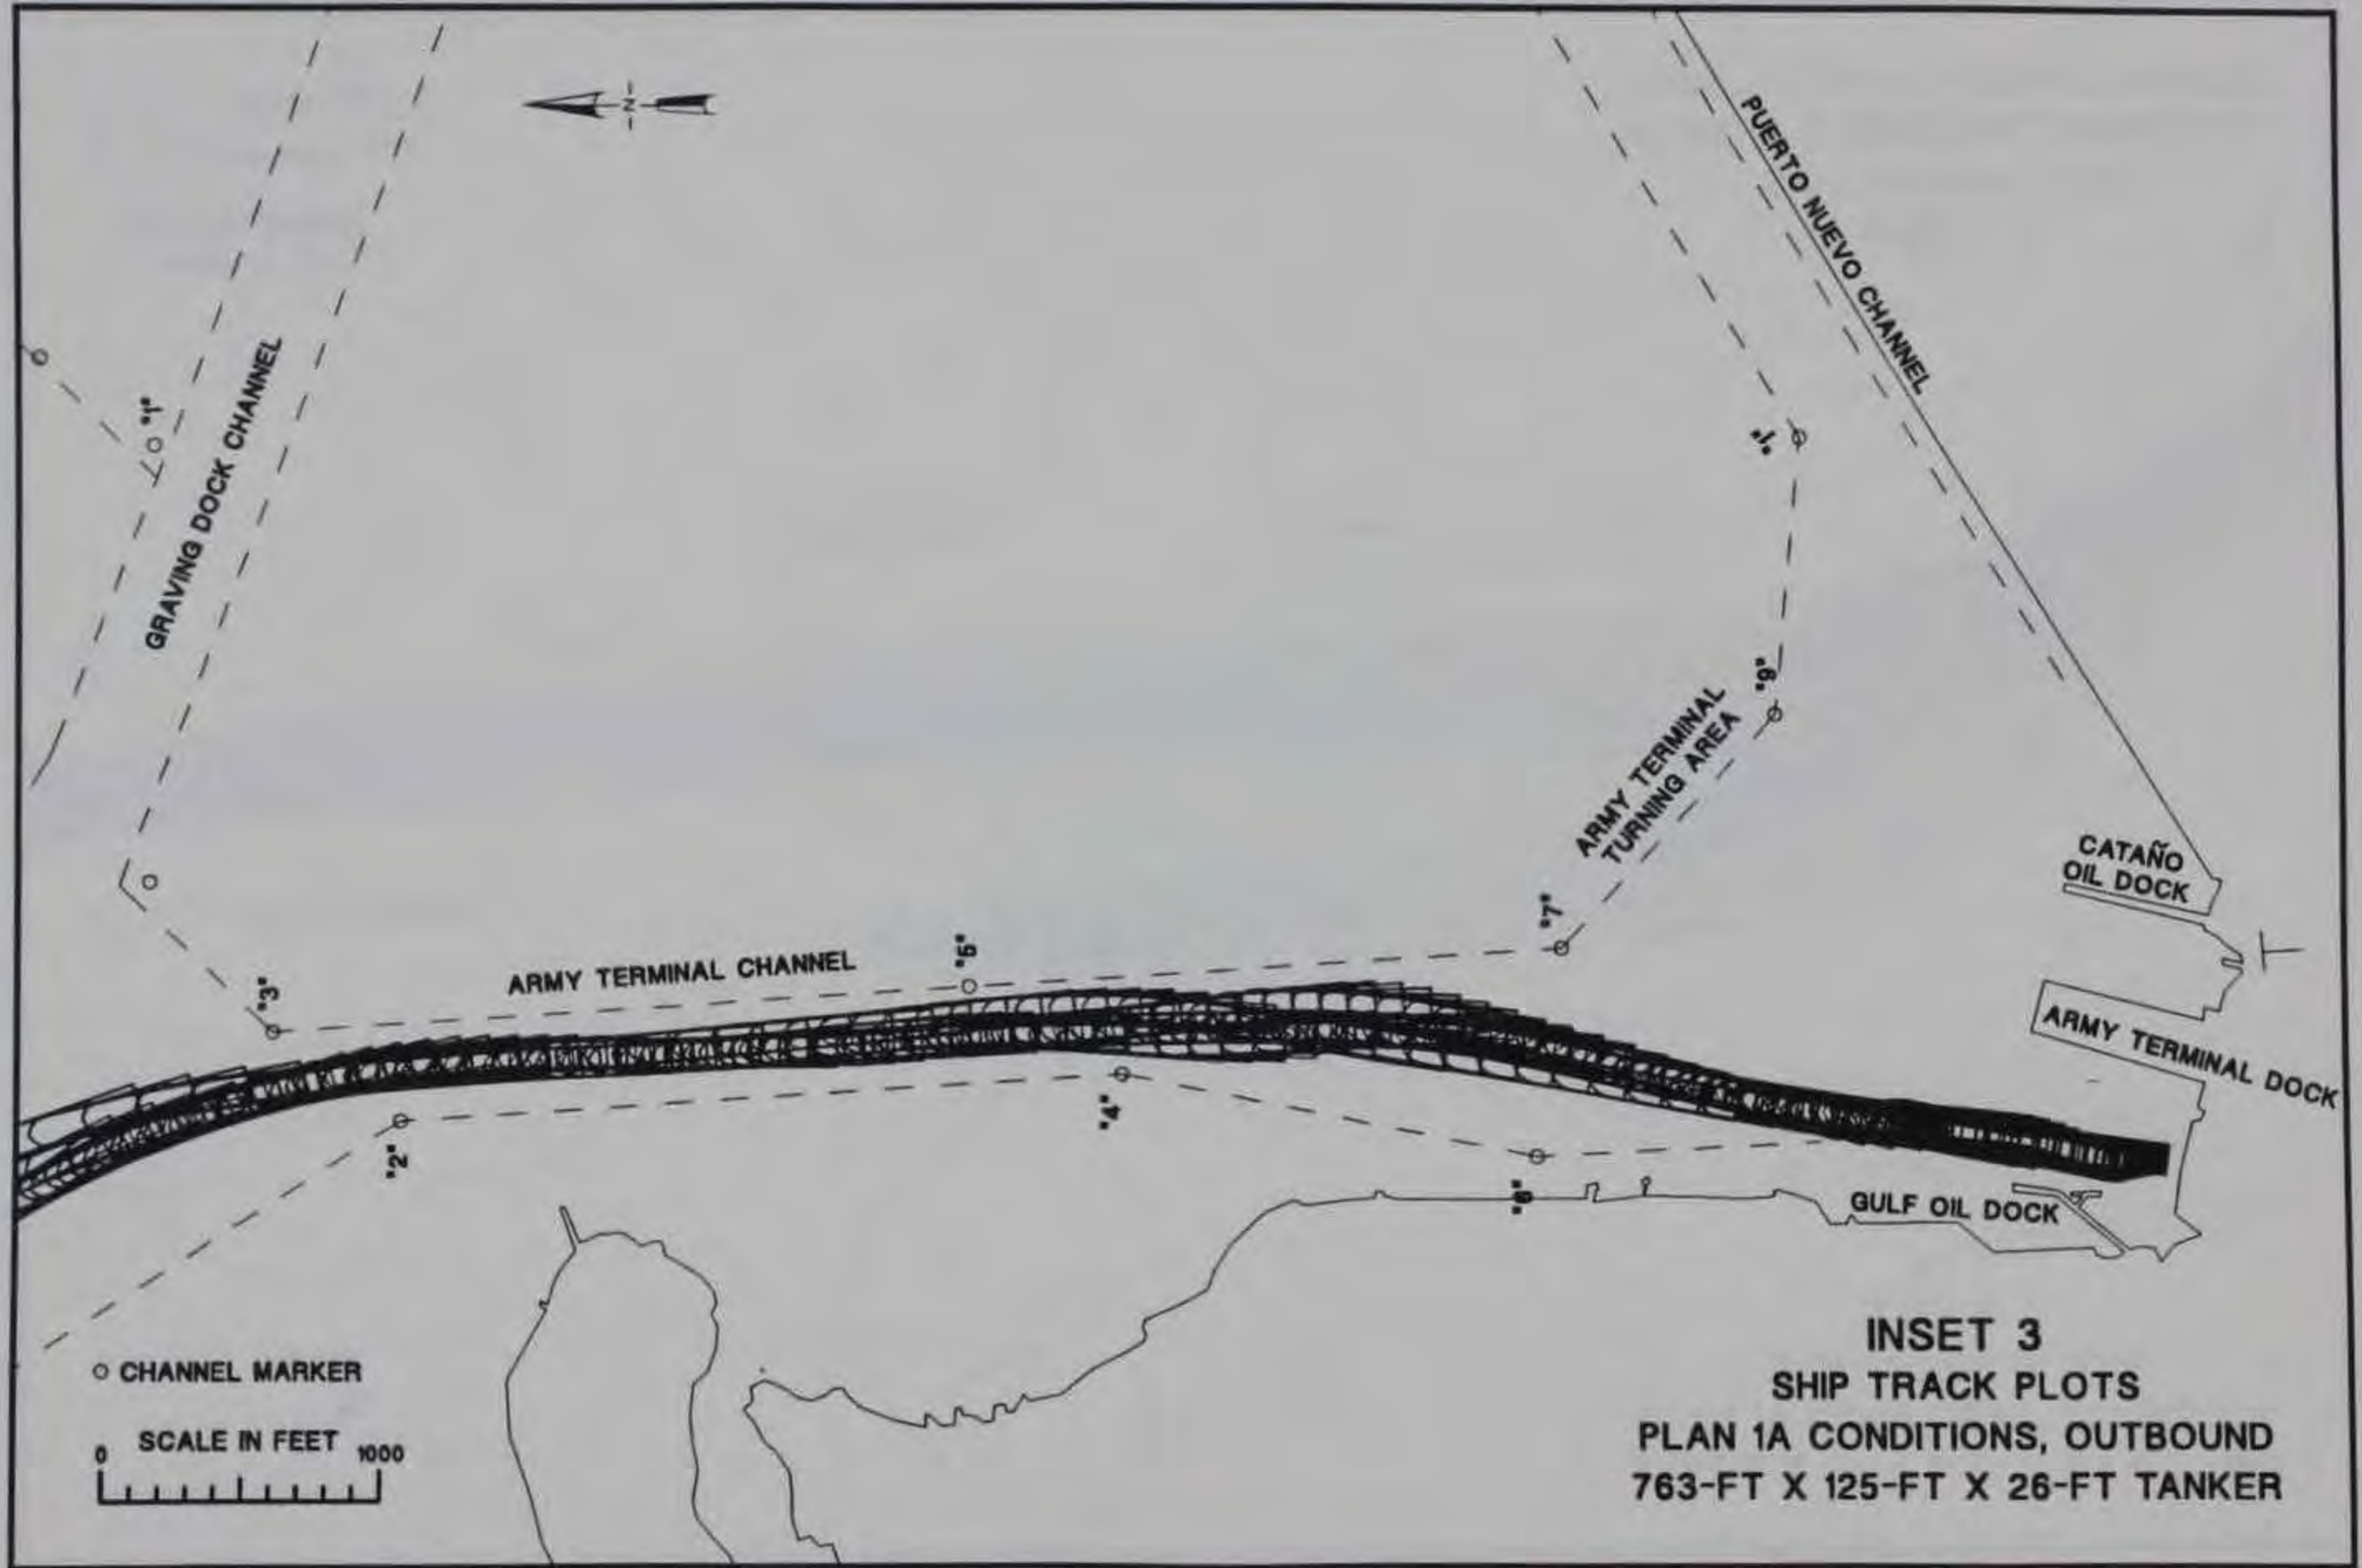 N
PUERTO NUEVO CHANNEL
"1"
GRAVING DOCK CHANNEL
"1"
"9"
ARMY TERMINAL
TURNING AREA
CATAÑO
OIL DOCK
"7"
"5"
ARMY TERMINAL CHANNEL
"3"
ARMY TERMINAL DOCK
"4"
"2"
"6"
GULF OIL DOCK
CHANNEL MARKER
SCALE IN FEET
0 1000
INSET 3
SHIP TRACK PLOTS
PLAN 1A CONDITIONS, OUTBOUND
763-FT X 125-FT X 26-FT TANKER